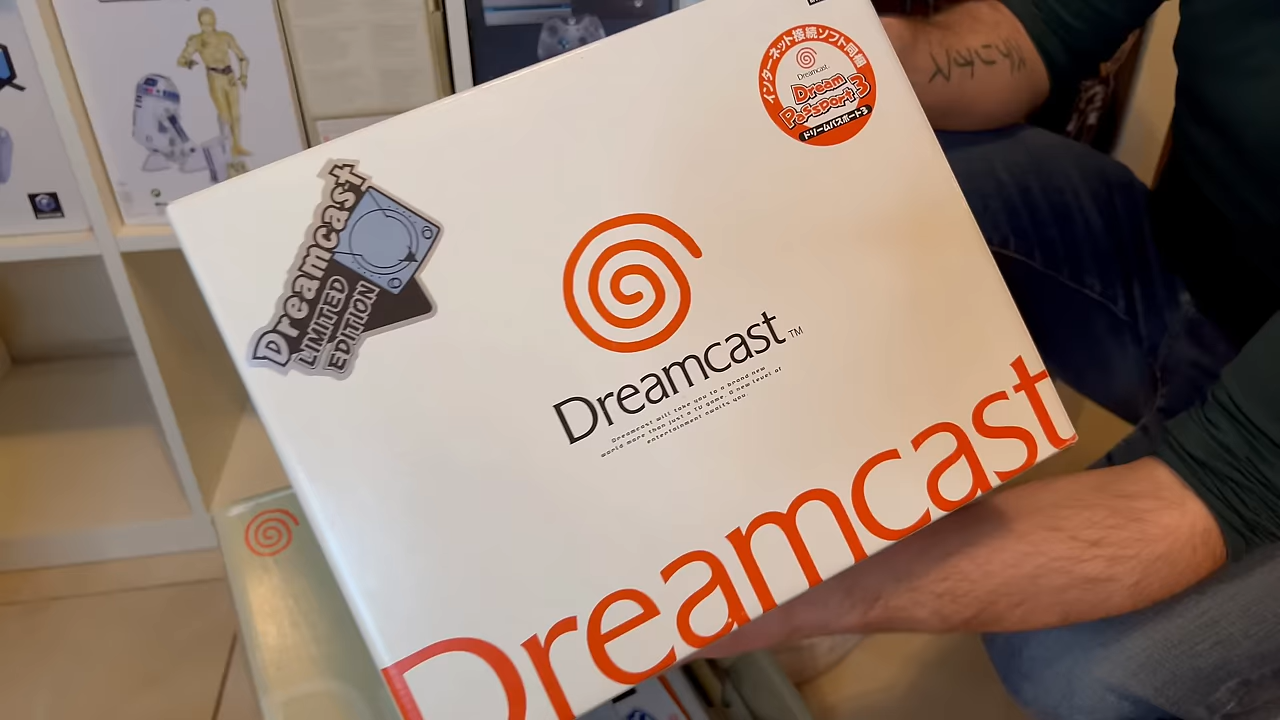 インターネット接続ソフト同梱
Dreamcast
Dream
Passport 3
ドリームパスポート3
Dreamcast
LIMITED
EDITION
Dreamcast™
Dreamcast will take you to a brand new
world more than just a TV game. A new level of
entertainment awaits you
Dreamcast